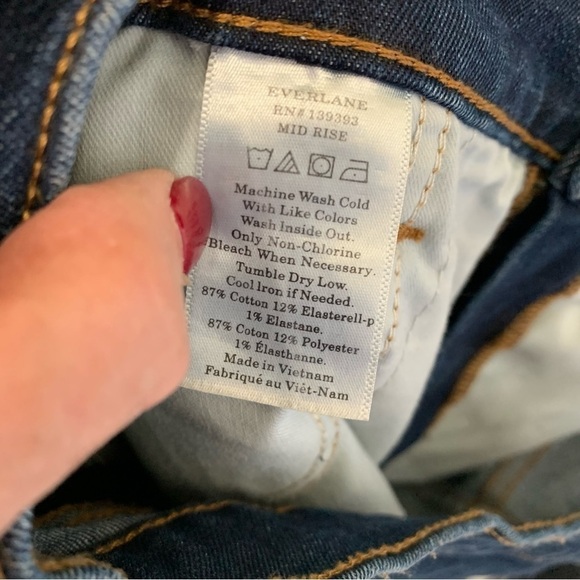 EVERLANE
RN# 139393
MID RISE
Machine Wash Cold
With Like Colors
Wash Inside Out.
Only Non-Chlorine
Bleach When Necessary.
Tumble Dry Low.
Cool Iron if Needed.
87% Cotton 12% Elasterell-p
1% Elastane.
87% Coton 12% Polyester
1% Élasthanne.
Made in Vietnam
Fabriqué au Việt-Nam